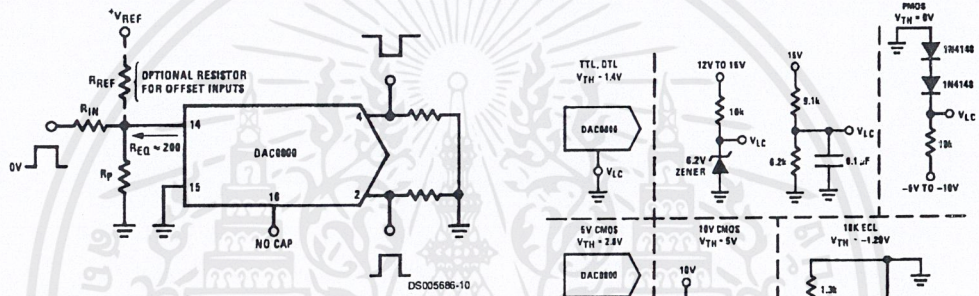 +VREF
RREF
OPTIONAL RESISTOR
FOR OFFSET INPUTS
RIN
14
REQ ≈ 200
0V
RP
15
DAC0800
16
NO CAP
4
2
DS005686-10
TTL, DTL
VTH = 1.4V
DAC0800
VLC
12V TO 15V
10k
VLC
6.2V
ZENER
15V
9.1k
VLC
6.2k
0.1 µF
PMOS
VTH = 0V
1N4148
1N4148
VLC
10k
-5V TO -10V
5V CMOS
VTH = 2.8V
DAC0800
10V CMOS
VTH = 5V
10V
10K ECL
VTH = -1.29V
1.3k